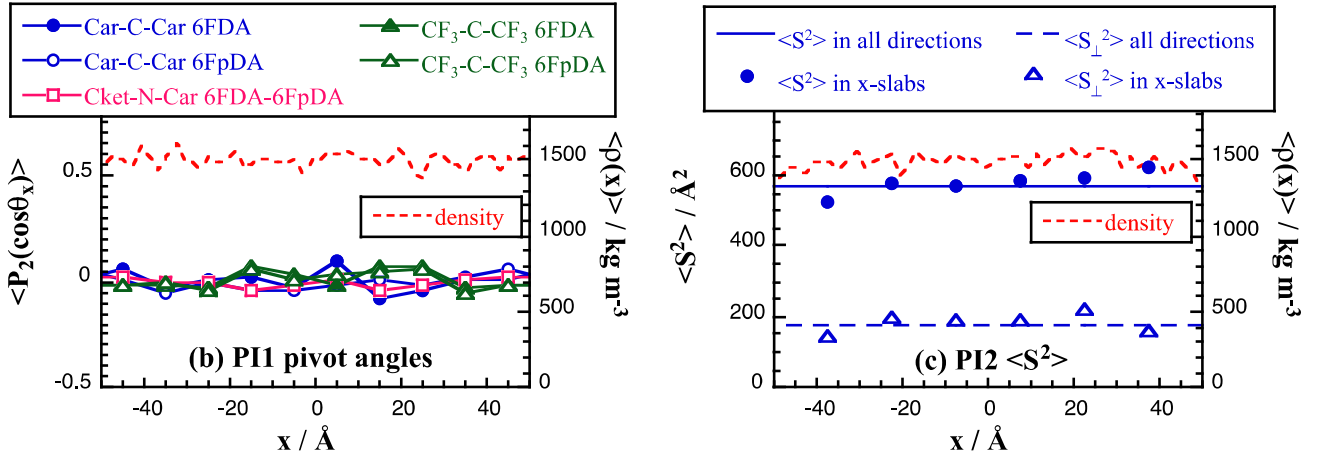 Car-C-Car 6FDA
CF3-C-CF3 6FDA
Car-C-Car 6FpDA
CF3-C-CF3 6FpDA
Cket-N-Car 6FDA-6FpDA
<P2(cosθx)>
0.5
0
-0.5
density
1500
1000
500
0
<ρ(x)> / kg m-3
(b) PI1 pivot angles
-40
-20
0
20
40
x / Å
<S2> in all directions
<S⊥2> all directions
<S2> in x-slabs
<S⊥2> in x-slabs
<S2> / Å2
600
400
200
0
density
1500
1000
500
0
<ρ(x)> / kg m-3
(c) PI2 <S2>
-40
-20
0
20
40
x / Å